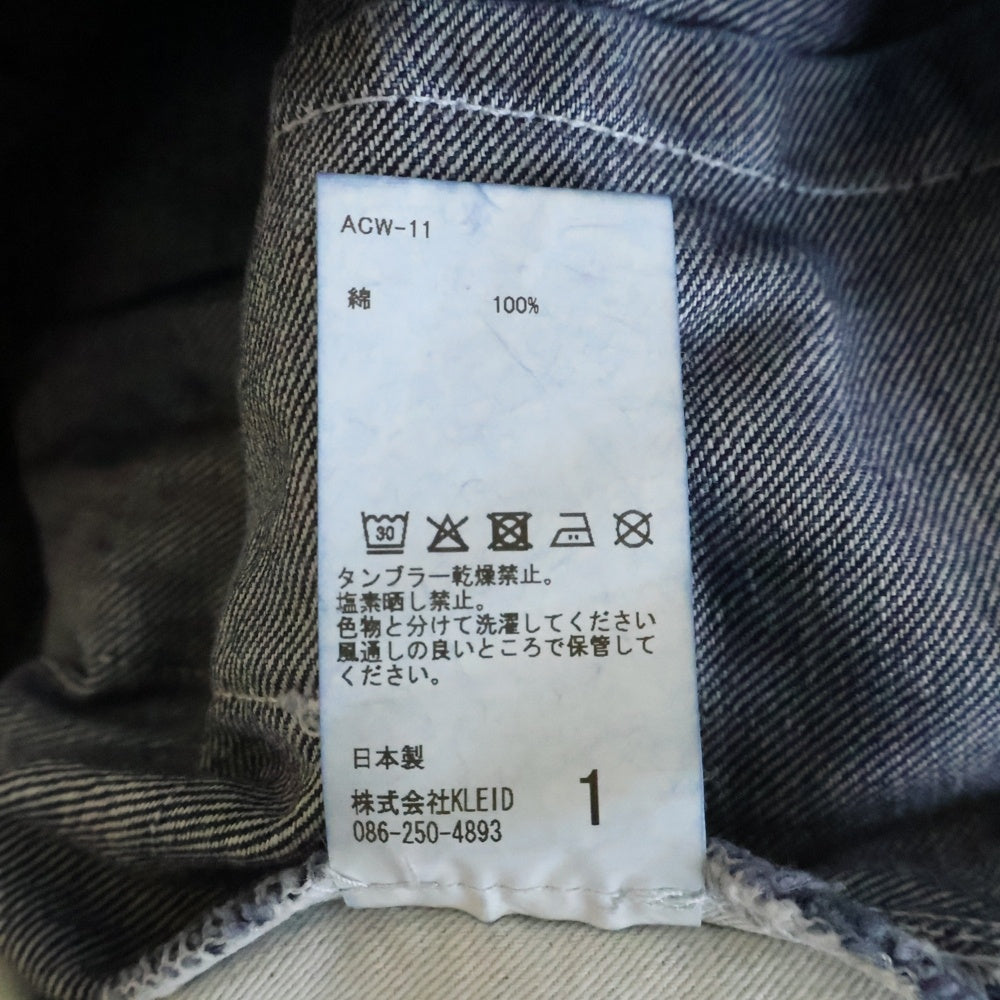 ACW-11
綿 100%
30
タンブラー乾燥禁止。
塩素晒し禁止。
色物と分けて洗濯してください
風通しの良いところで保管して
ください。
日本製
株式会社KLEID
086-250-4893
1